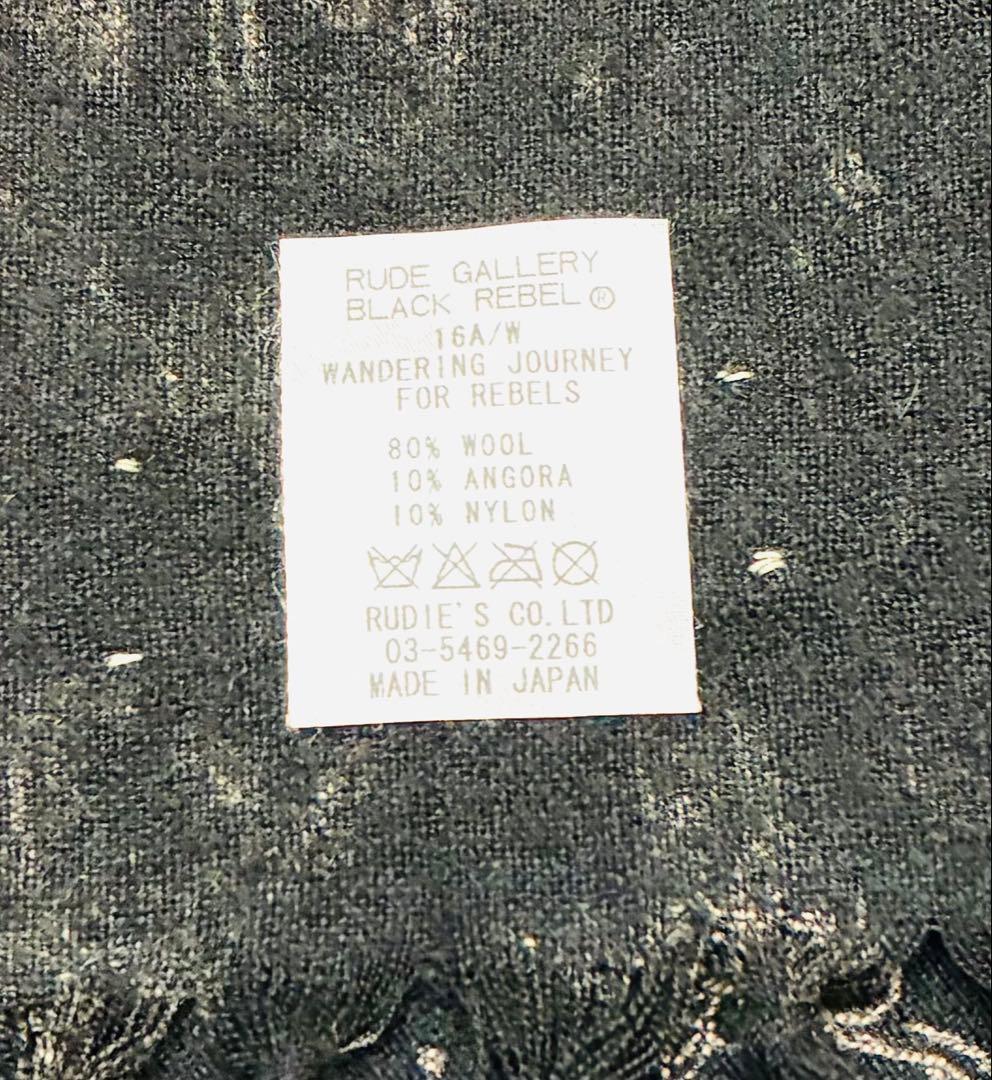 RUDE GALLERY
BLACK REBEL®
16A/W
WANDERING JOURNEY
FOR REBELS
80% WOOL
10% ANGORA
10% NYLON
RUDIE'S CO.LTD
03-5469-2266
MADE IN JAPAN